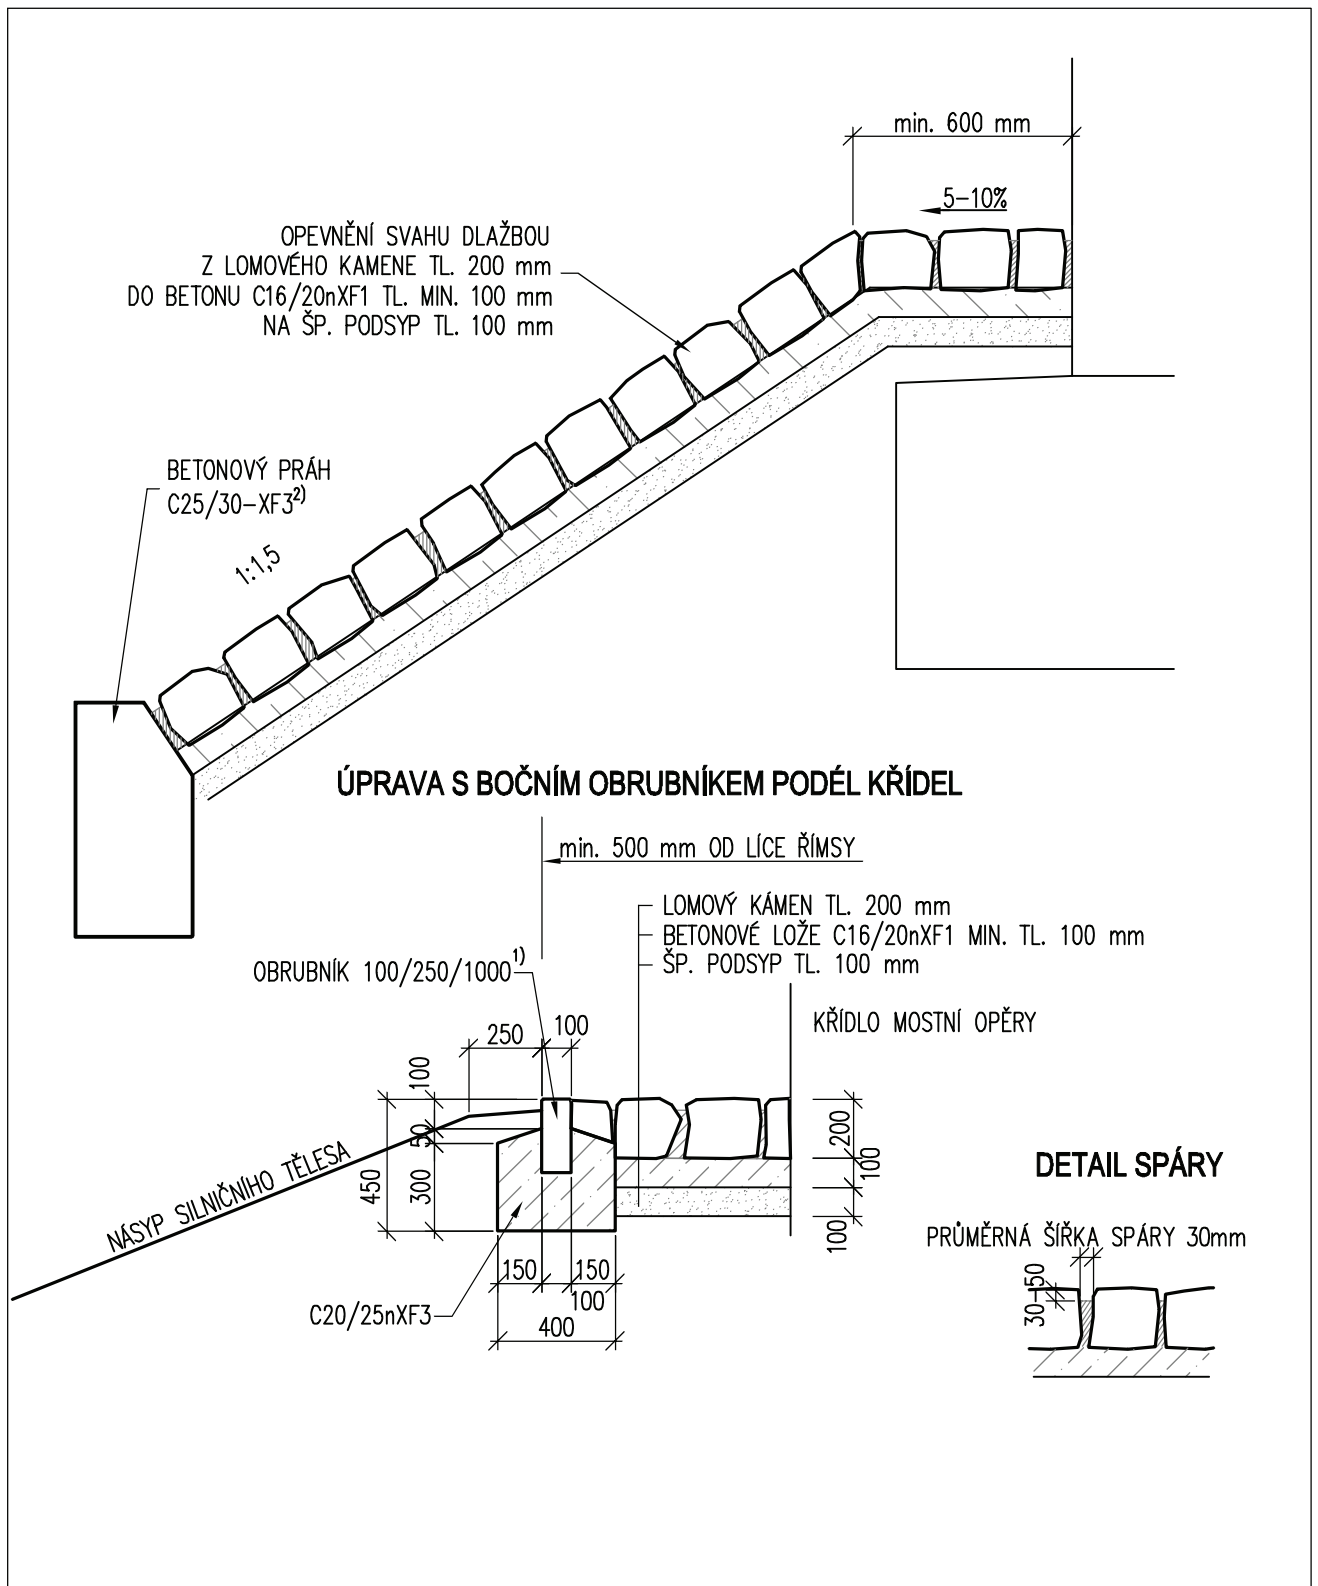 min. 600 mm
5-10%
OPEVNĚNÍ SVAHU DLAŽBOU
Z LOMOVÉHO KAMENE TL. 200 mm
DO BETONU C16/20nXF1 TL. MIN. 100 mm
NA ŠP. PODSYP TL. 100 mm
BETONOVÝ PRÁH
C25/30-XF3²⁾
1:1,5
ÚPRAVA S BOČNÍM OBRUBNÍKEM PODÉL KŘÍDEL
min. 500 mm OD LÍCE ŘÍMSY
LOMOVÝ KÁMEN TL. 200 mm
BETONOVÉ LOŽE C16/20nXF1 MIN. TL. 100 mm
ŠP. PODSYP TL. 100 mm
OBRUBNÍK 100/250/1000¹⁾
KŘÍDLO MOSTNÍ OPĚRY
250
100
100
50
300
450
200
100
100
NÁSYP SILNIČNÍHO TĚLESA
150
150
100
400
C20/25nXF3
DETAIL SPÁRY
PRŮMĚRNÁ ŠÍŘKA SPÁRY 30mm
30-50